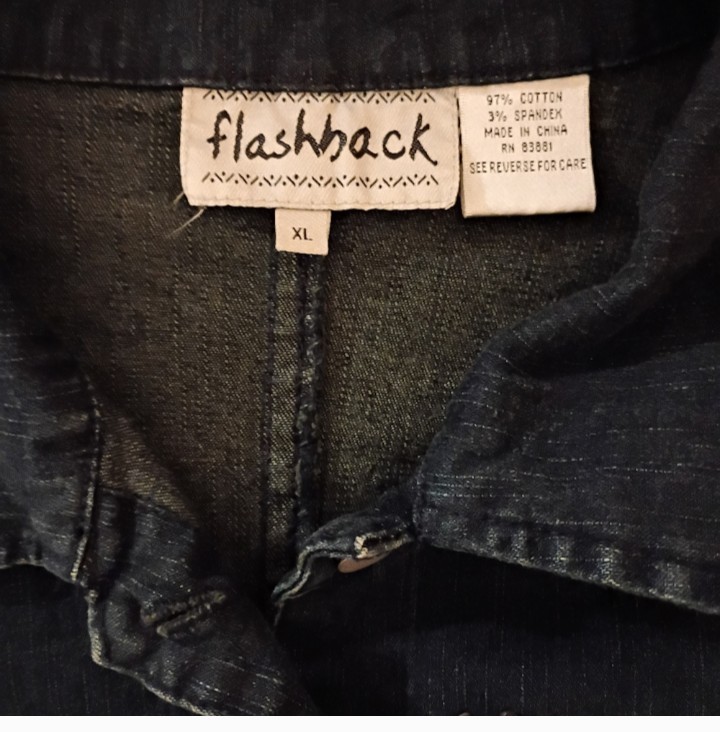 flashback
XL
97% COTTON
3% SPANDEX
MADE IN CHINA
RN 83881
SEE REVERSE FOR CARE